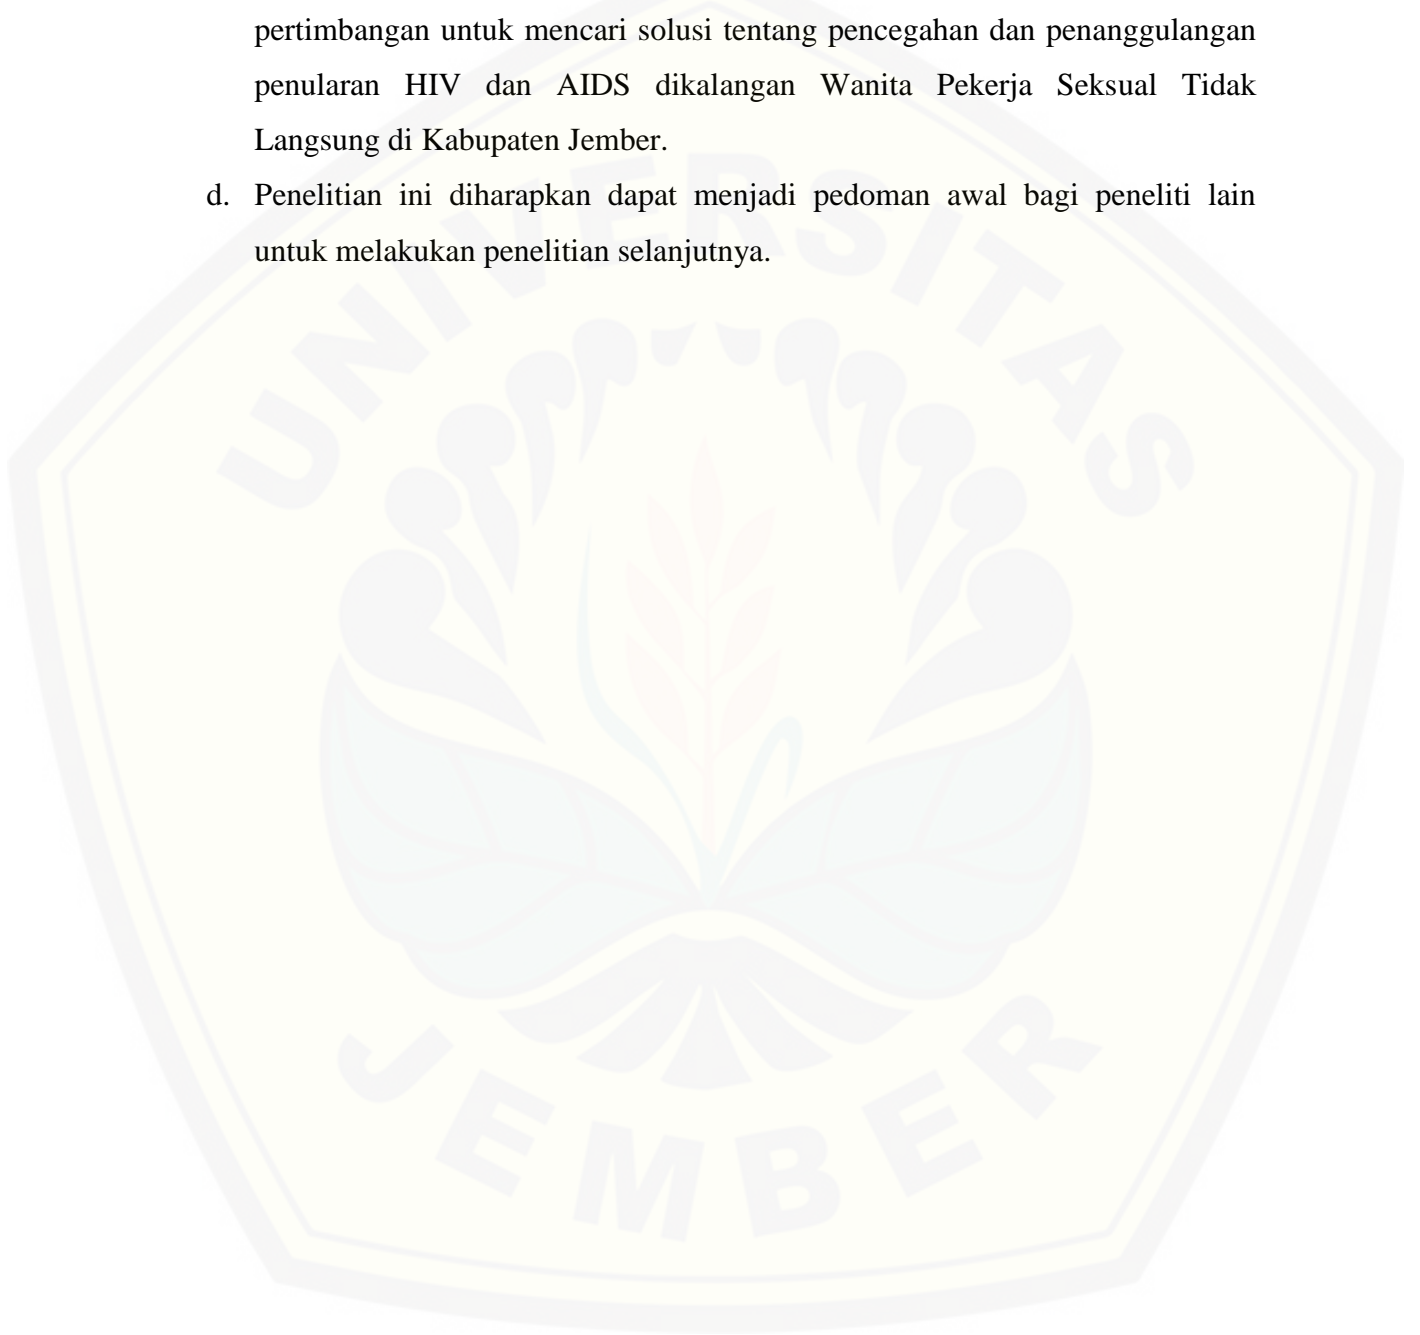 pertimbangan untuk mencari solusi tentang pencegahan dan penanggulangan
penularan HIV dan AIDS dikalangan Wanita Pekerja Seksual Tidak
Langsung di Kabupaten Jember.
d. Penelitian ini diharapkan dapat menjadi pedoman awal bagi peneliti lain
untuk melakukan penelitian selanjutnya.
UNIVERSITAS
JEMBER